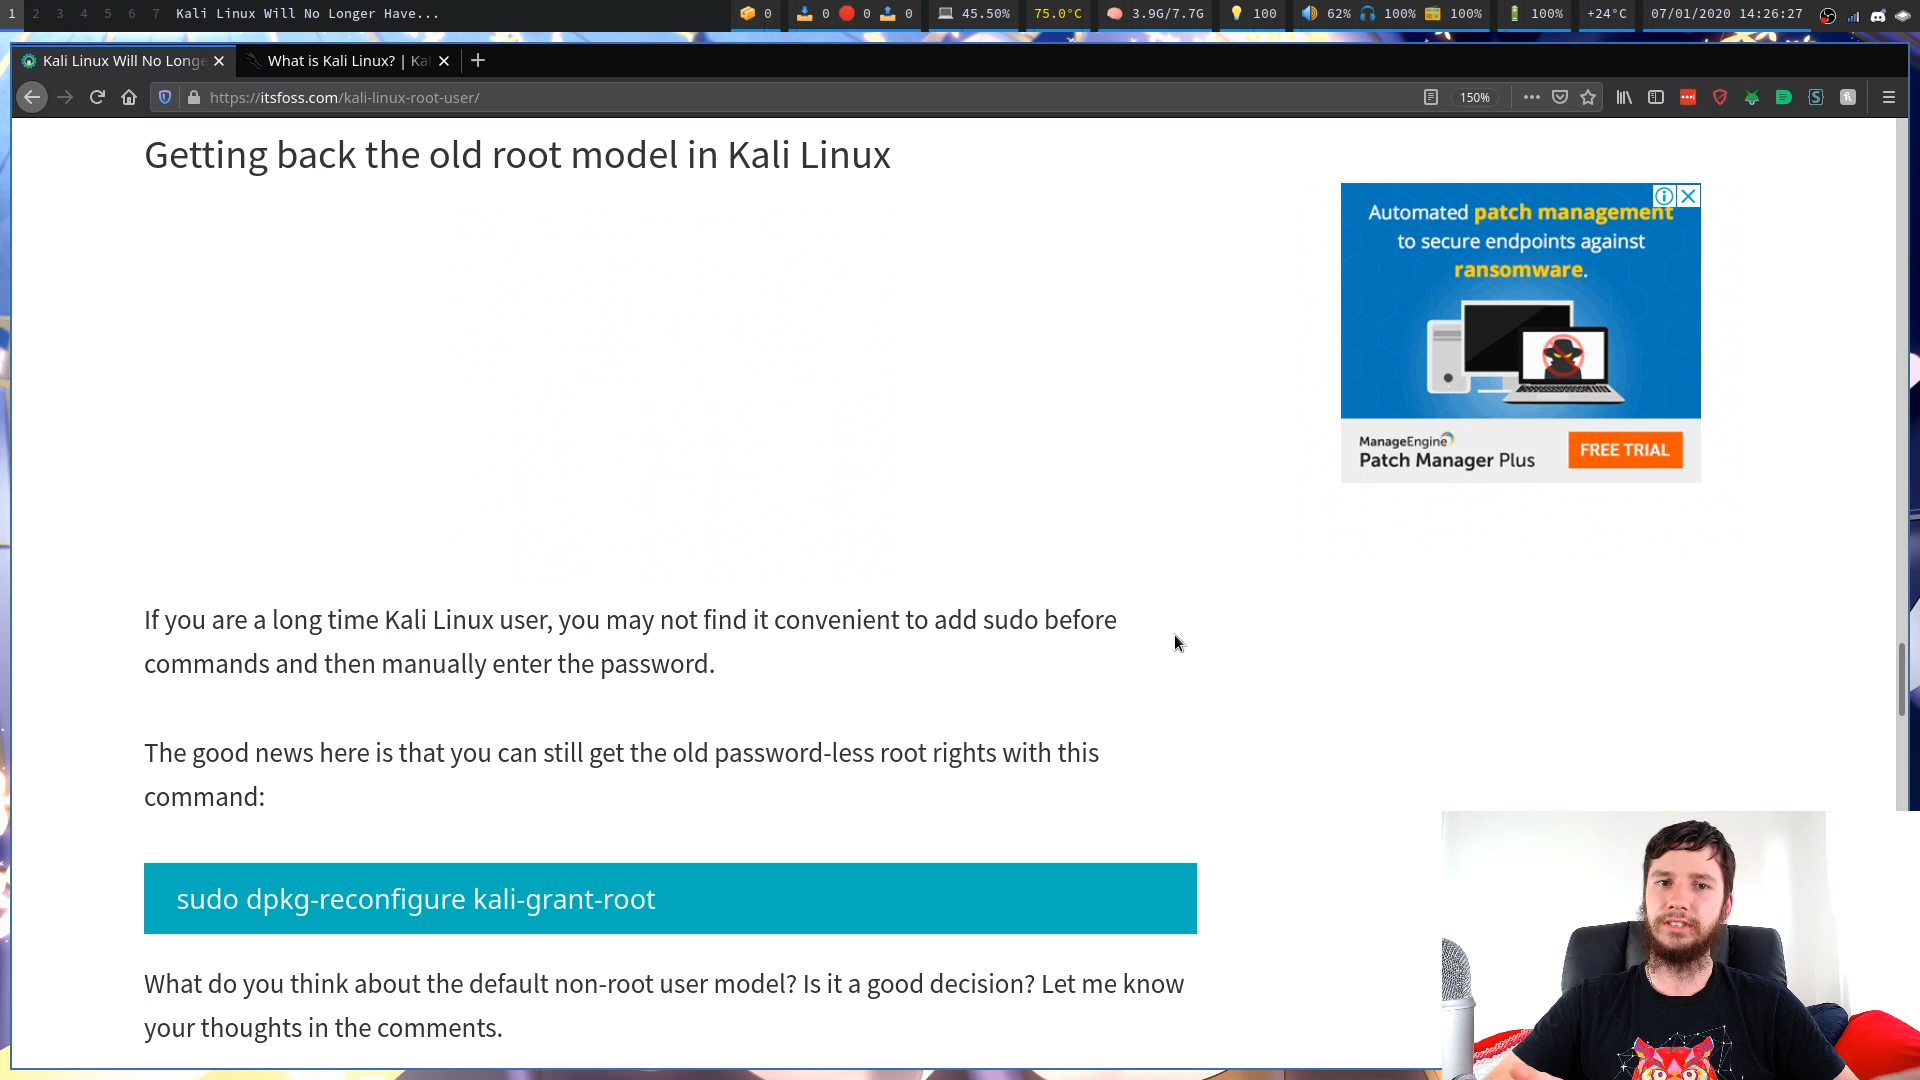 1 2 3 4 5 6 7 Kali Linux Will No Longer Have... 0 0 0 0 45.50% 75.0°C 3.9G/7.7G 100 62% 100% 100% 100% +24°C 07/01/2020 14:26:27
Kali Linux Will No Longe What is Kali Linux? | Kal
https://itsfoss.com/kali-linux-root-user/ 150%
Getting back the old root model in Kali Linux
Automated patch management
to secure endpoints against
ransomware.
ManageEngine
Patch Manager Plus
FREE TRIAL
If you are a long time Kali Linux user, you may not find it convenient to add sudo before
commands and then manually enter the password.
The good news here is that you can still get the old password-less root rights with this
command:
sudo dpkg-reconfigure kali-grant-root
What do you think about the default non-root user model? Is it a good decision? Let me know
your thoughts in the comments.